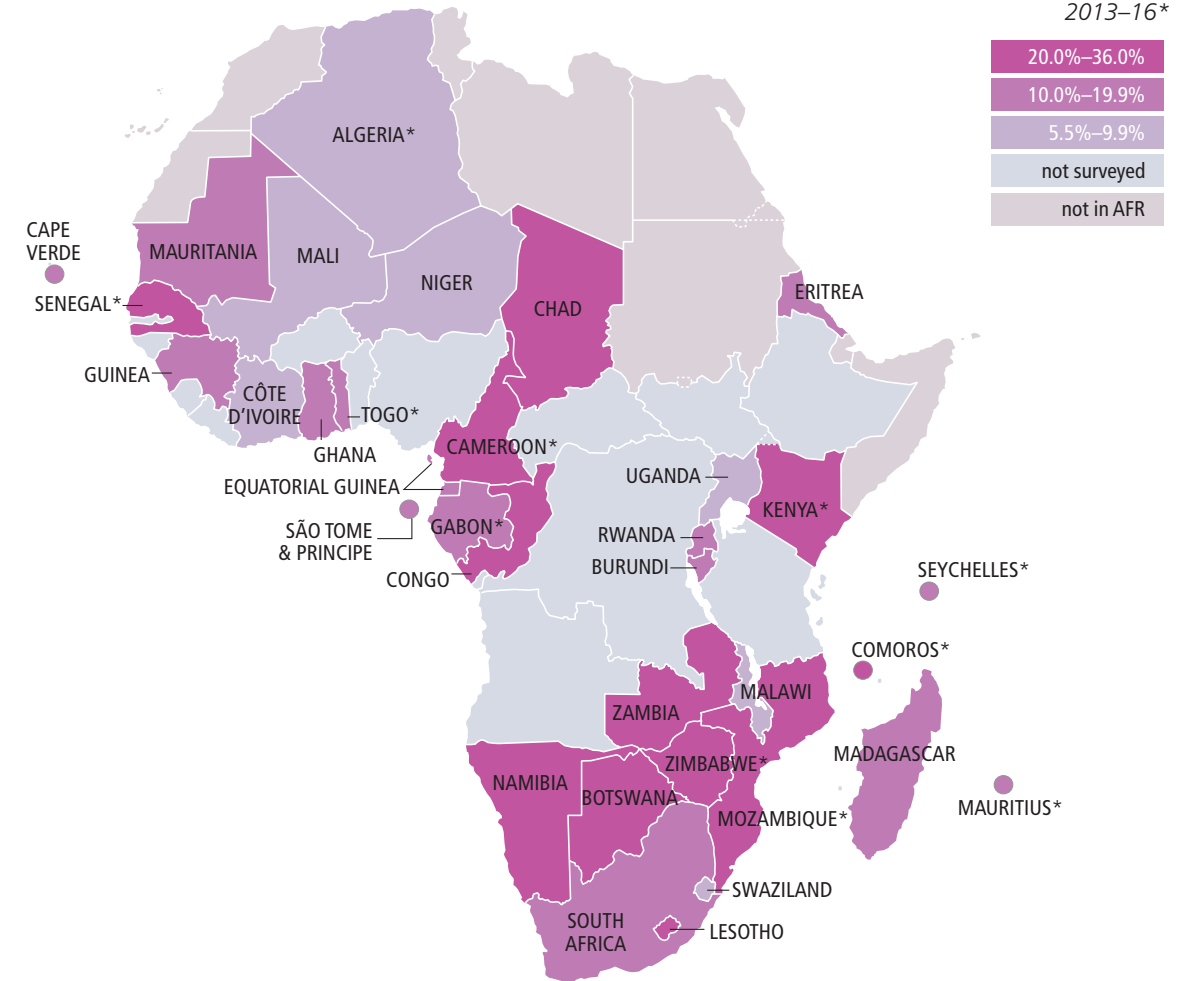 2013–16*
20.0%–36.0%
10.0%–19.9%
5.5%–9.9%
not surveyed
not in AFR
ALGERIA*
CAPE
VERDE
MAURITANIA
MALI
NIGER
CHAD
ERITREA
SENEGAL*
GUINEA
CÔTE
D'IVOIRE
TOGO*
GHANA
CAMEROON*
EQUATORIAL GUINEA
UGANDA
KENYA*
GABON*
SÃO TOME
& PRINCIPE
RWANDA
BURUNDI
CONGO
SEYCHELLES*
COMOROS*
MALAWI
ZAMBIA
MADAGASCAR
ZIMBABWE*
NAMIBIA
BOTSWANA
MAURITIUS*
MOZAMBIQUE*
SWAZILAND
SOUTH
AFRICA
LESOTHO